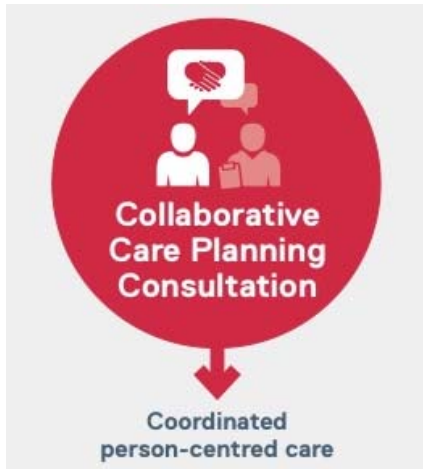 Collaborative
Care Planning
Consultation
Coordinated
person-centred care